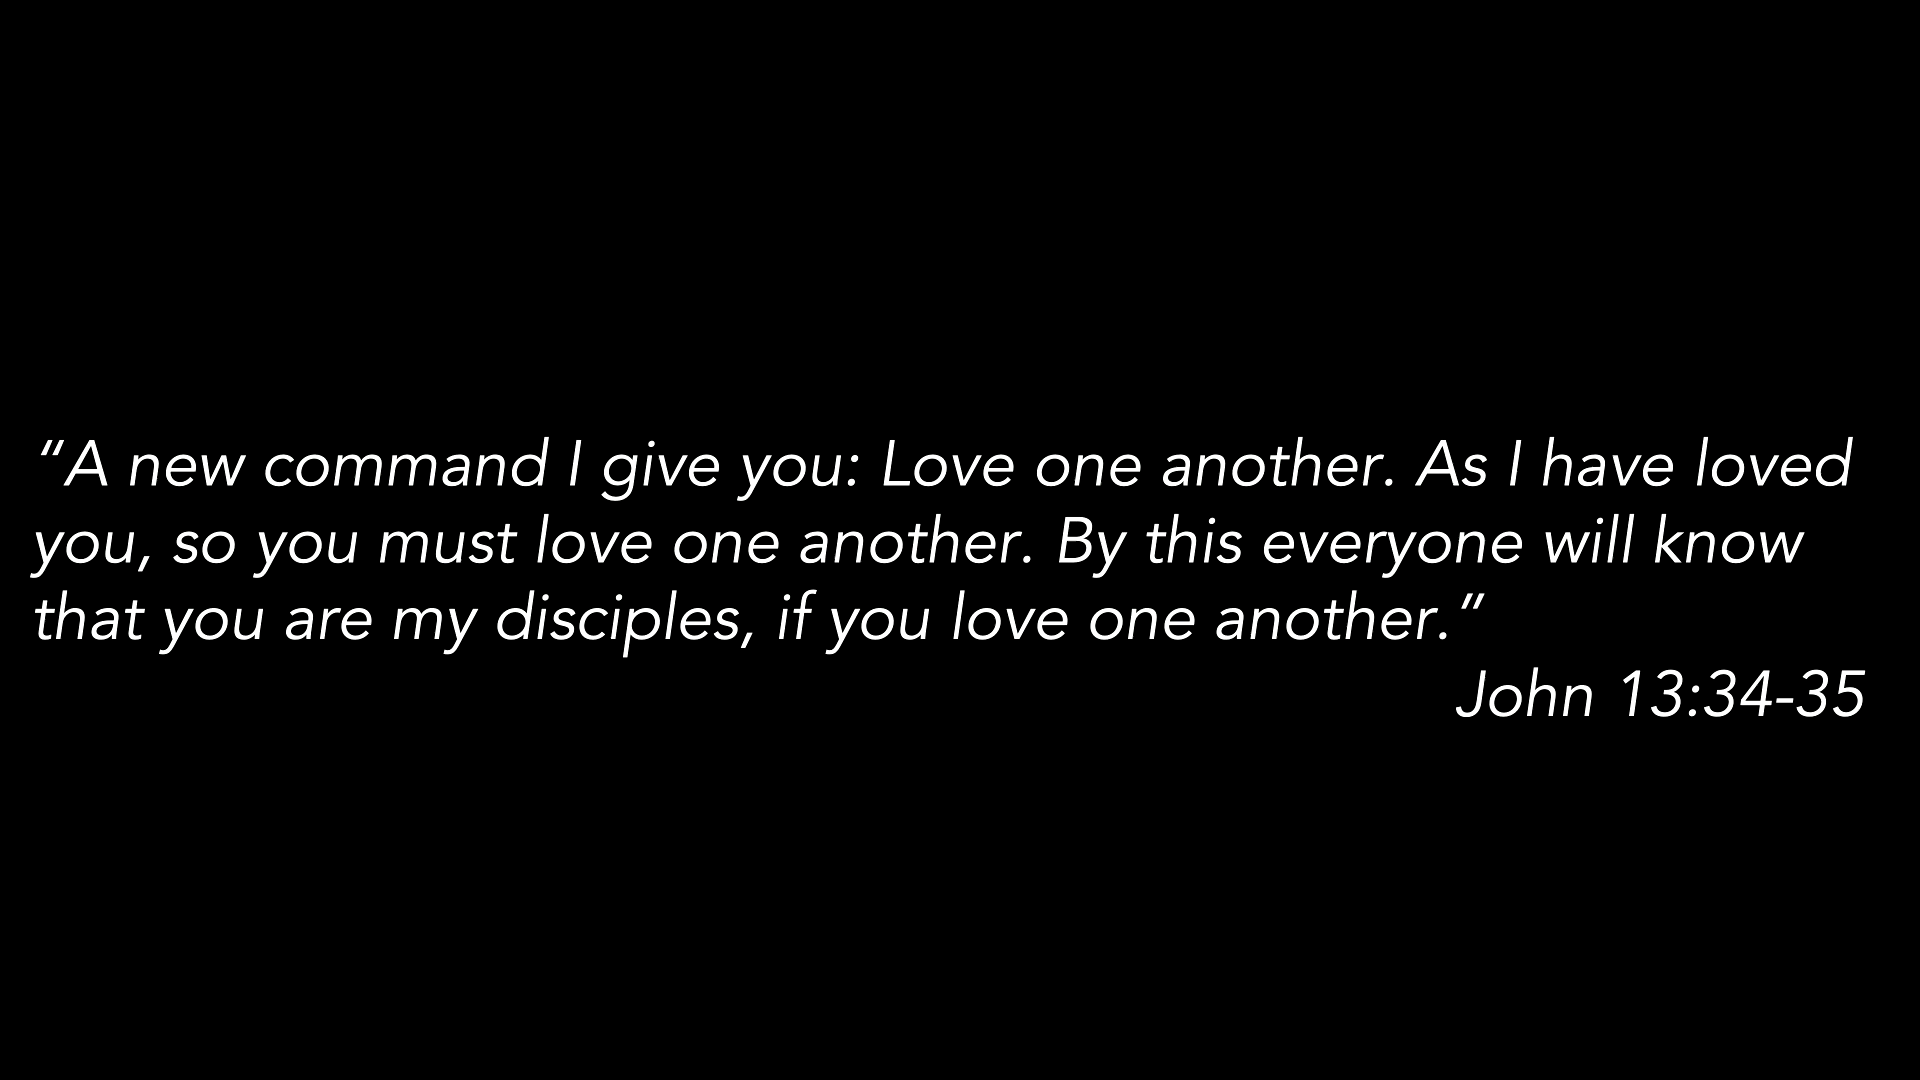 “A new command I give you: Love one another. As I have loved
you, so you must love one another. By this everyone will know
that you are my disciples, if you love one another.”
John 13:34-35